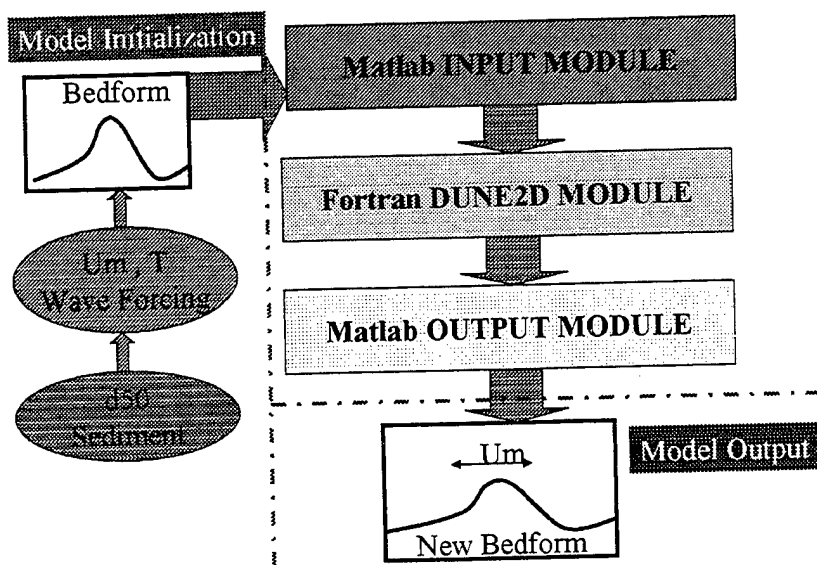 Model Initialization
Bedform
Um , T
Wave Forcing
d50
Sediment
Matlab INPUT MODULE
Fortran DUNE2D MODULE
Matlab OUTPUT MODULE
Um
New Bedform
Model Output